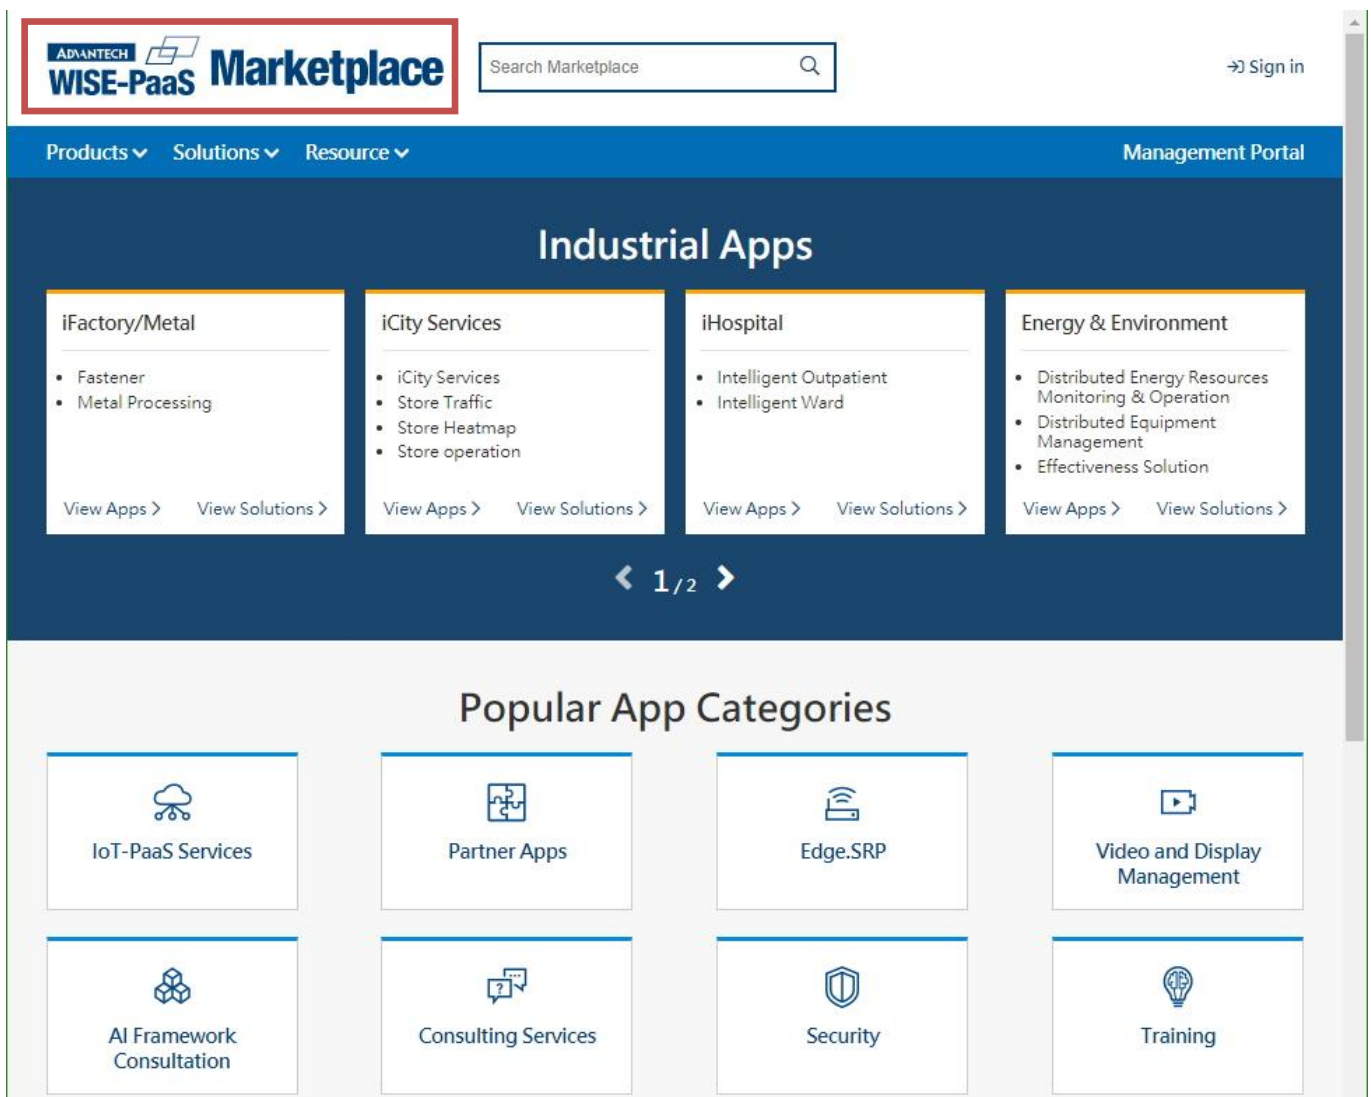 ADVANTECH
WISE-PaaS Marketplace
Search Marketplace
Sign in
Products Solutions Resource Management Portal
Industrial Apps
iFactory/Metal
• Fastener
• Metal Processing
View Apps > View Solutions >
iCity Services
• iCity Services
• Store Traffic
• Store Heatmap
• Store operation
View Apps > View Solutions >
iHospital
• Intelligent Outpatient
• Intelligent Ward
View Apps > View Solutions >
Energy & Environment
• Distributed Energy Resources
Monitoring & Operation
• Distributed Equipment
Management
• Effectiveness Solution
View Apps > View Solutions >
1 / 2
Popular App Categories
IoT-PaaS Services
Partner Apps
Edge.SRP
Video and Display
Management
AI Framework
Consultation
Consulting Services
Security
Training